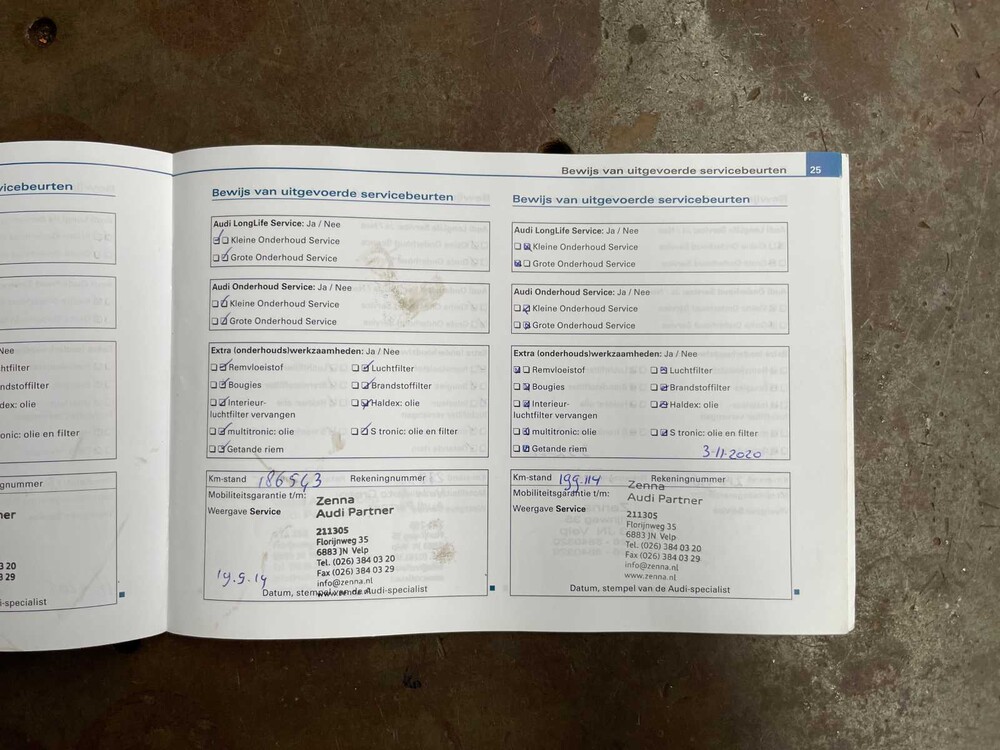 vicebeurten
Nee
htfilter
ndstoffilter
dex: olie
onic: olie en filter
gnummer
er
3 20
3 29
i-specialist
Bewijs van uitgevoerde servicebeurten
Audi LongLife Service: Ja / Nee
Kleine Onderhoud Service
Grote Onderhoud Service
Audi Onderhoud Service: Ja / Nee
Kleine Onderhoud Service
Grote Onderhoud Service
Extra (onderhouds)werkzaamheden: Ja / Nee
Remvloeistof Luchtfilter
Bougies Brandstoffilter
Interieur- Haldex: olie
luchtfilter vervangen
multitronic: olie S tronic: olie en filter
Getande riem
Km-stand 186543 Rekeningnummer
Mobiliteitsgarantie t/m:
Weergave Service
Zenna
Audi Partner
211305
Florijnweg 35
6883 JN Velp
Tel. (026) 384 03 20
Fax (026) 384 03 29
info@zenna.nl
www.zenna.nl
19.9.19
Datum, stempel van de Audi-specialist
Bewijs van uitgevoerde servicebeurten 25
Bewijs van uitgevoerde servicebeurten
Audi LongLife Service: Ja / Nee
Kleine Onderhoud Service
Grote Onderhoud Service
Audi Onderhoud Service: Ja / Nee
Kleine Onderhoud Service
Grote Onderhoud Service
Extra (onderhouds)werkzaamheden: Ja / Nee
Remvloeistof Luchtfilter
Bougies Brandstoffilter
Interieur- Haldex: olie
luchtfilter vervangen
multitronic: olie S tronic: olie en filter
Getande riem
3-11-2020
Km-stand 199.114 Rekeningnummer
Mobiliteitsgarantie t/m:
Weergave Service
Zenna
Audi Partner
211305
Florijnweg 35
6883 JN Velp
Tel. (026) 384 03 20
Fax (026) 384 03 29
info@zenna.nl
www.zenna.nl
Datum, stempel van de Audi-specialist